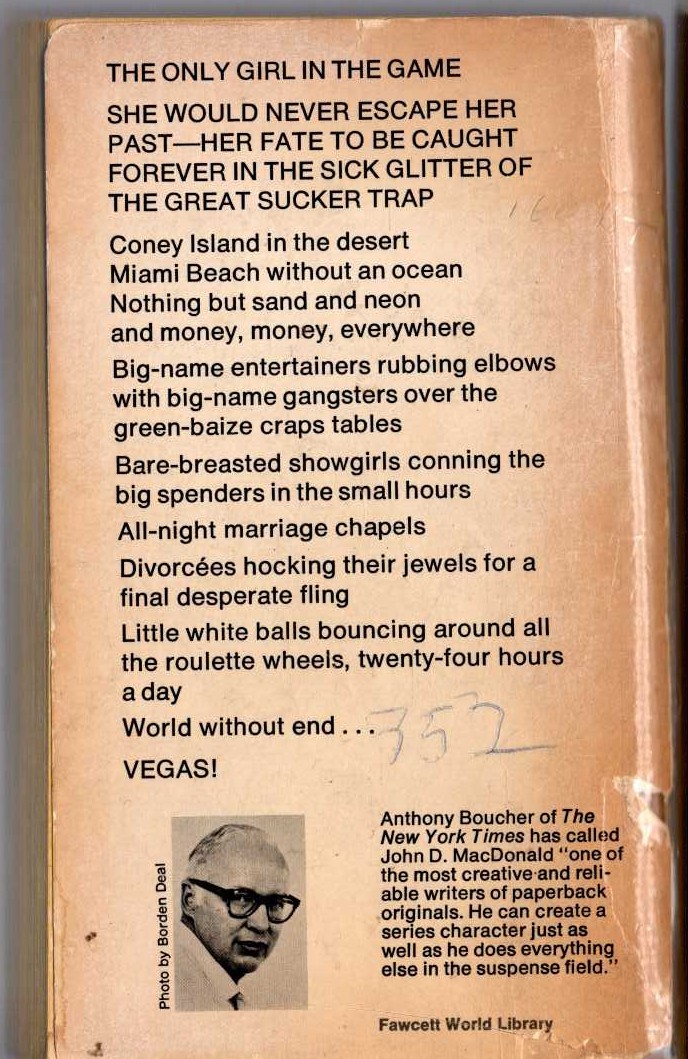 THE ONLY GIRL IN THE GAME
SHE WOULD NEVER ESCAPE HER
PAST—HER FATE TO BE CAUGHT
FOREVER IN THE SICK GLITTER OF
THE GREAT SUCKER TRAP
Coney Island in the desert
Miami Beach without an ocean
Nothing but sand and neon
and money, money, everywhere
Big-name entertainers rubbing elbows
with big-name gangsters over the
green-baize craps tables
Bare-breasted showgirls conning the
big spenders in the small hours
All-night marriage chapels
Divorcées hocking their jewels for a
final desperate fling
Little white balls bouncing around all
the roulette wheels, twenty-four hours
a day
World without end . . .
352
VEGAS!
Photo by Borden Deal
Anthony Boucher of The
New York Times has called
John D. MacDonald "one of
the most creative and reli-
able writers of paperback
originals. He can create a
series character just as
well as he does everything
else in the suspense field."
Fawcett World Library